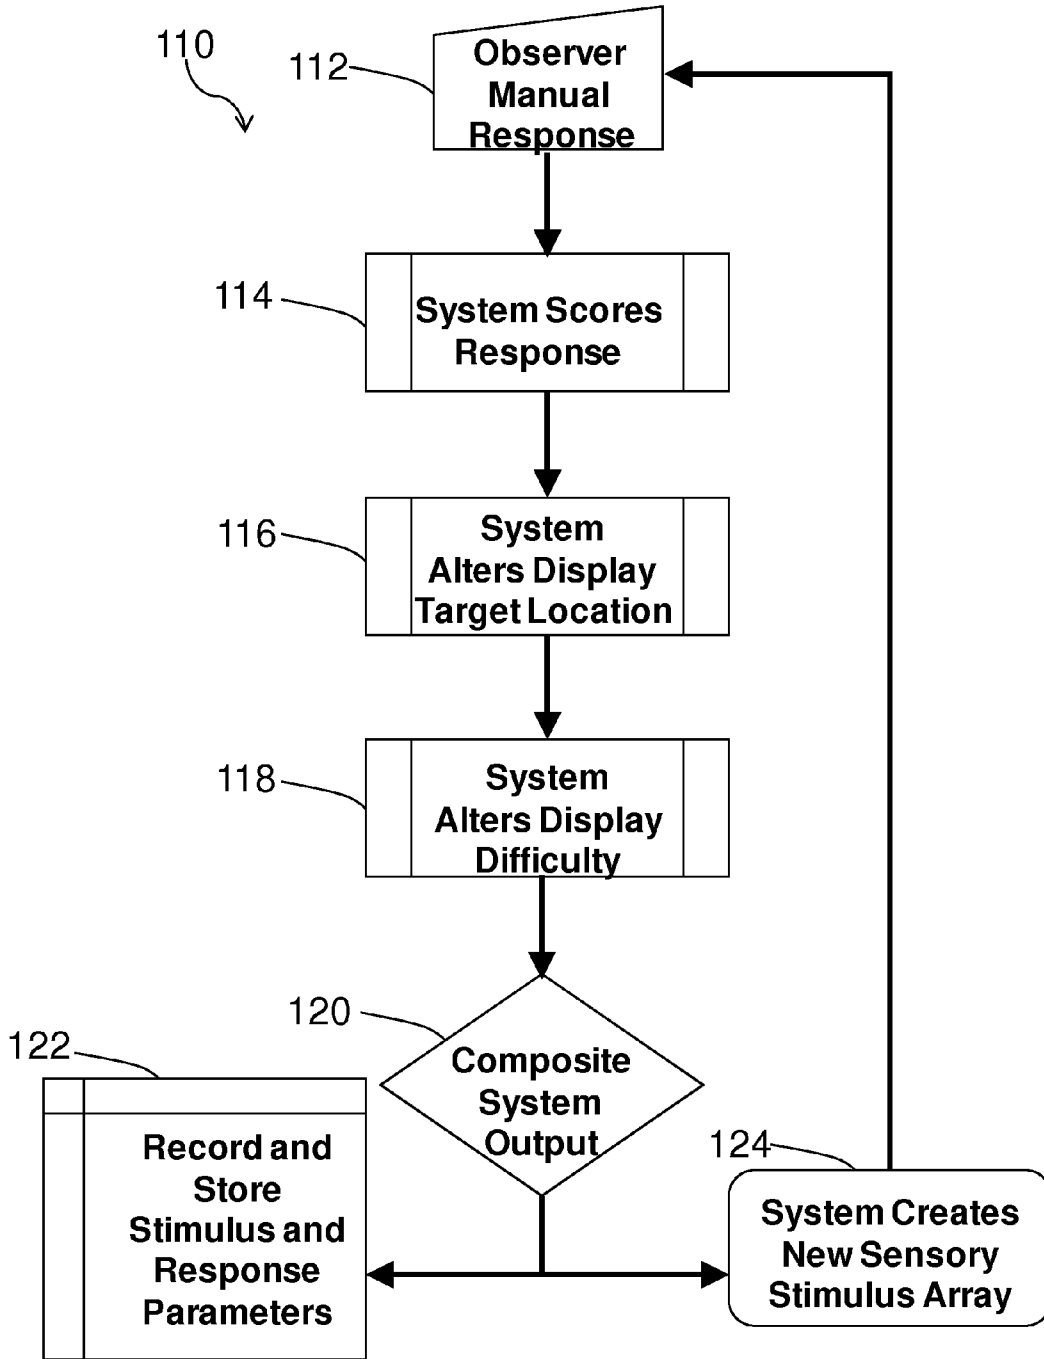 110
112
Observer
Manual
Response
114
System Scores
Response
116
System
Alters Display
Target Location
118
System
Alters Display
Difficulty
120
Composite
System
Output
122
Record and
Store
Stimulus and
Response
Parameters
124
System Creates
New Sensory
Stimulus Array